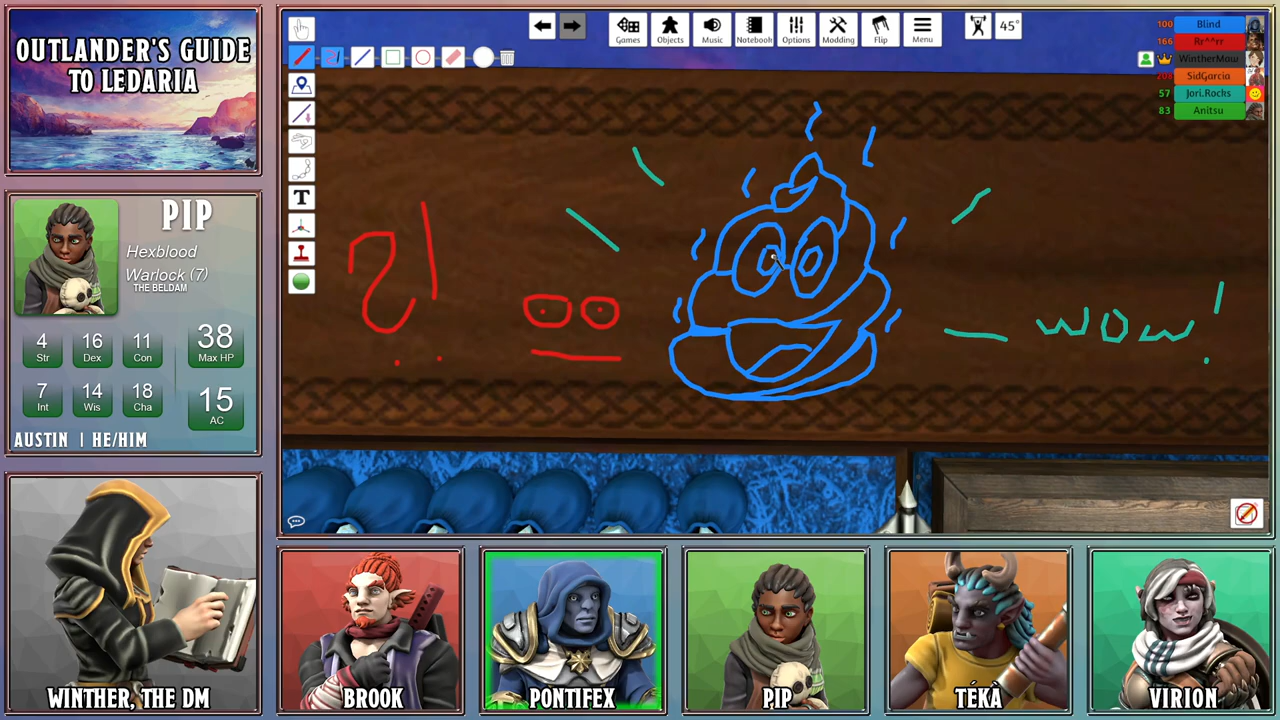 OUTLANDER'S GUIDE
TO LEDARIA
PIP
Hexblood
Warlock (7)
THE BELDAM
4
Str
16
Dex
11
Con
38
Max HP
7
Int
14
Wis
18
Cha
15
AC
AUSTIN | HE/HIM
WINTHER, THE DM
Games
Objects
Music
Notebook
Options
Modding
Flip
Menu
45°
T
100 Blind
166 Rr^^rr
WintherMaw
SidGarcia
57 Jori.Rocks
83 Anitsu
?!
wow!
BROOK
PONTIFEX
PIP
TÉKÀ
VIRION